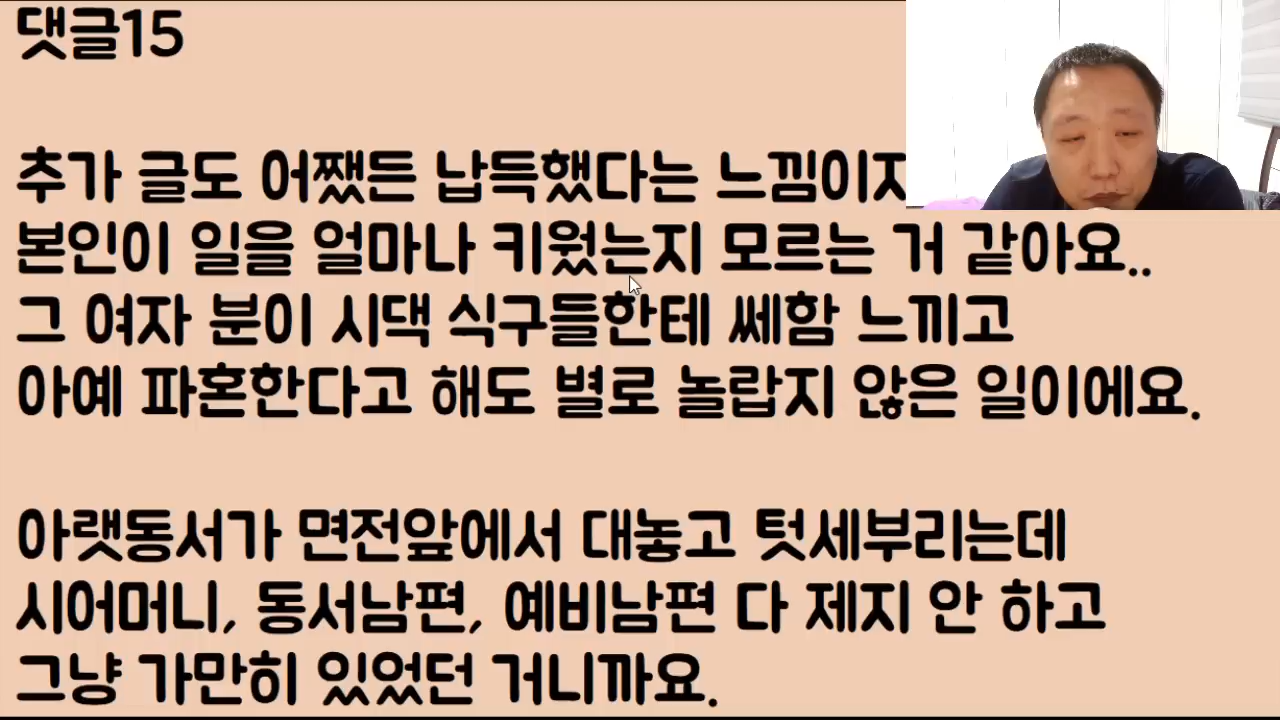 댓글15
추가 글도 어쨌든 납득했다는 느낌이지
본인이 일을 얼마나 키웠는지 모르는 거 같아요..
그 여자 분이 시댁 식구들한테 쎄함 느끼고
아예 파혼한다고 해도 별로 놀랍지 않은 일이에요.
아랫동서가 면전앞에서 대놓고 텃세부리는데
시어머니, 동서남편, 예비남편 다 제지 안 하고
그냥 가만히 있었던 거니까요.